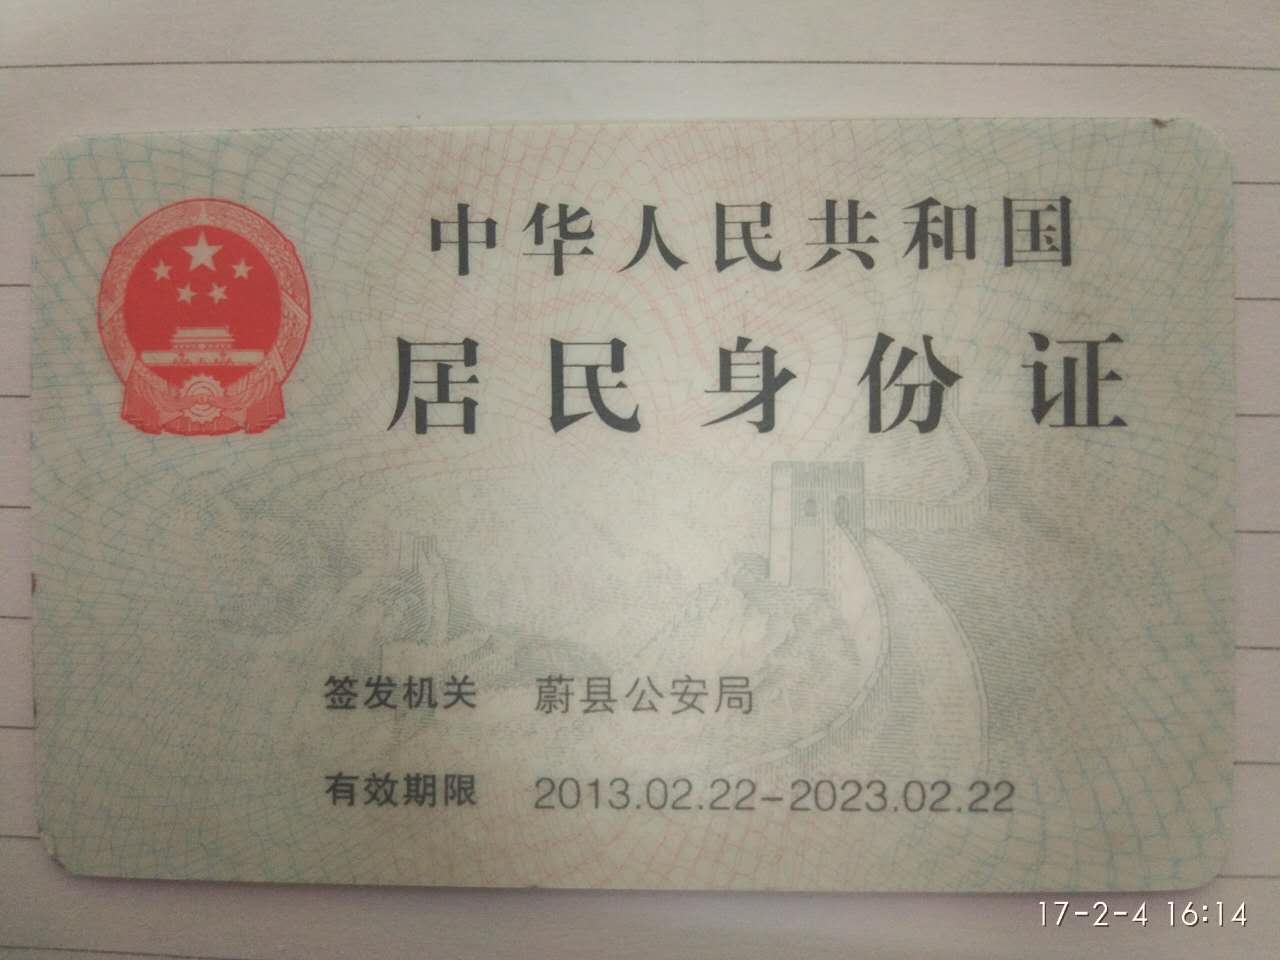 中华人民共和国
居民身份证
签发机关 蔚县公安局
有效期限 2013.02.22-2023.02.22
17-2-4 16:14